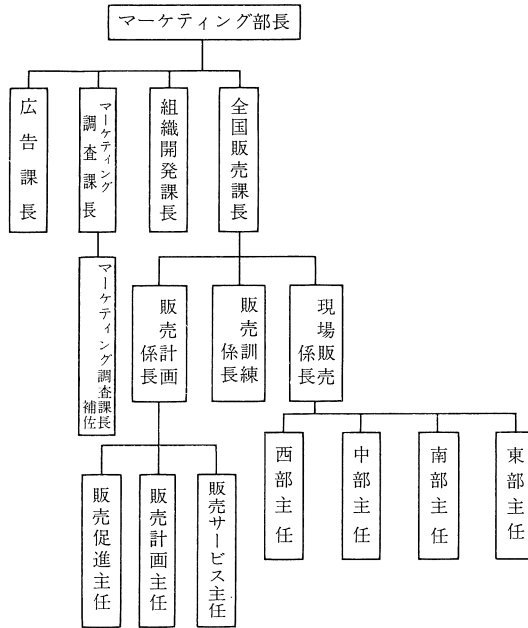 マーケティング部長
広告課長
マーケティング
調査課長
組織開発課長
全国販売課長
マーケティング調査課長
補佐
販売計画
係長
販売訓練
係長
現場販売
係長
販売促進主任
販売計画主任
販売サービス主任
西部主任
中部主任
南部主任
東部主任